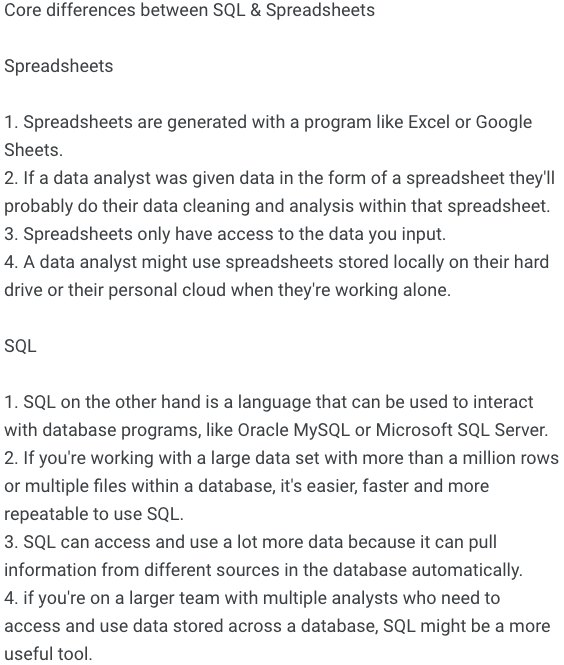 Core differences between SQL & Spreadsheets
Spreadsheets
1. Spreadsheets are generated with a program like Excel or Google
Sheets.
2. If a data analyst was given data in the form of a spreadsheet they'll
probably do their data cleaning and analysis within that spreadsheet.
3. Spreadsheets only have access to the data you input.
4. A data analyst might use spreadsheets stored locally on their hard
drive or their personal cloud when they're working alone.
SQL
1. SQL on the other hand is a language that can be used to interact
with database programs, like Oracle MySQL or Microsoft SQL Server.
2. If you're working with a large data set with more than a million rows
or multiple files within a database, it's easier, faster and more
repeatable to use SQL.
3. SQL can access and use a lot more data because it can pull
information from different sources in the database automatically.
4. if you're on a larger team with multiple analysts who need to
access and use data stored across a database, SQL might be a more
useful tool.